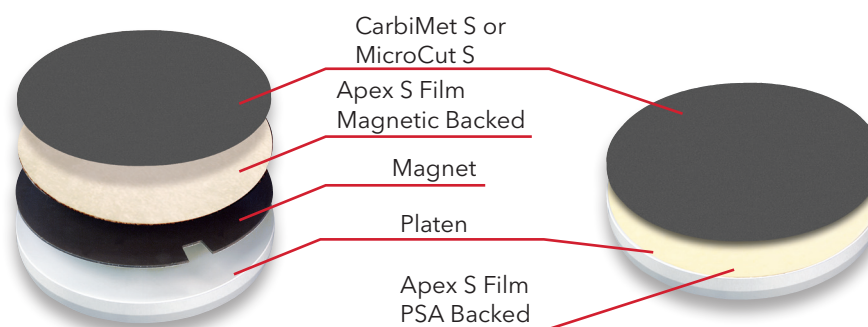 CarbiMet S or
MicroCut S
Apex S Film
Magnetic Backed
Magnet
Platen
Apex S Film
PSA Backed